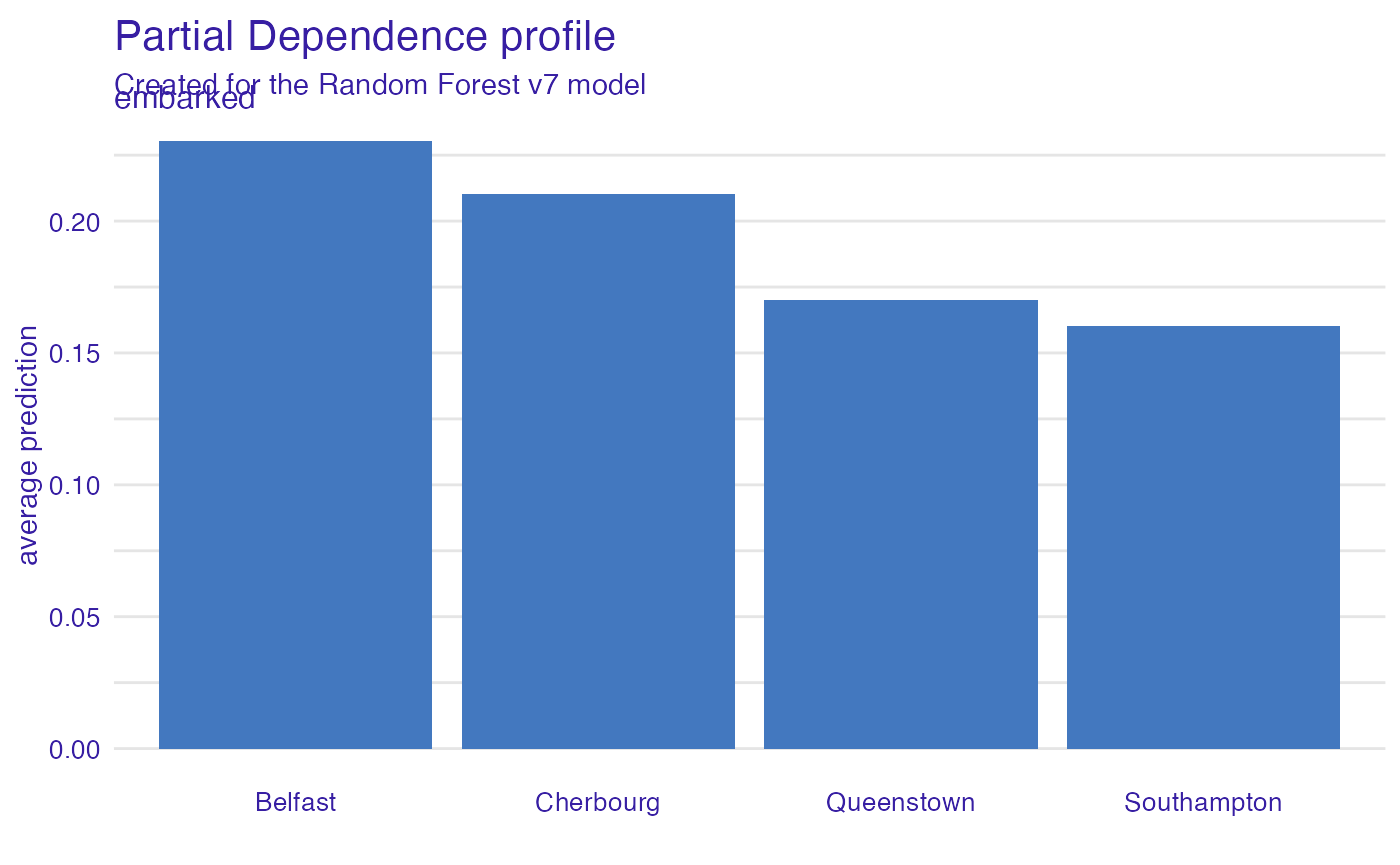 Partial Dependence profile
Created for the Random Forest v7 model
embarked
average prediction
0.20
0.15
0.10
0.05
0.00
Belfast
Cherbourg
Queenstown
Southampton